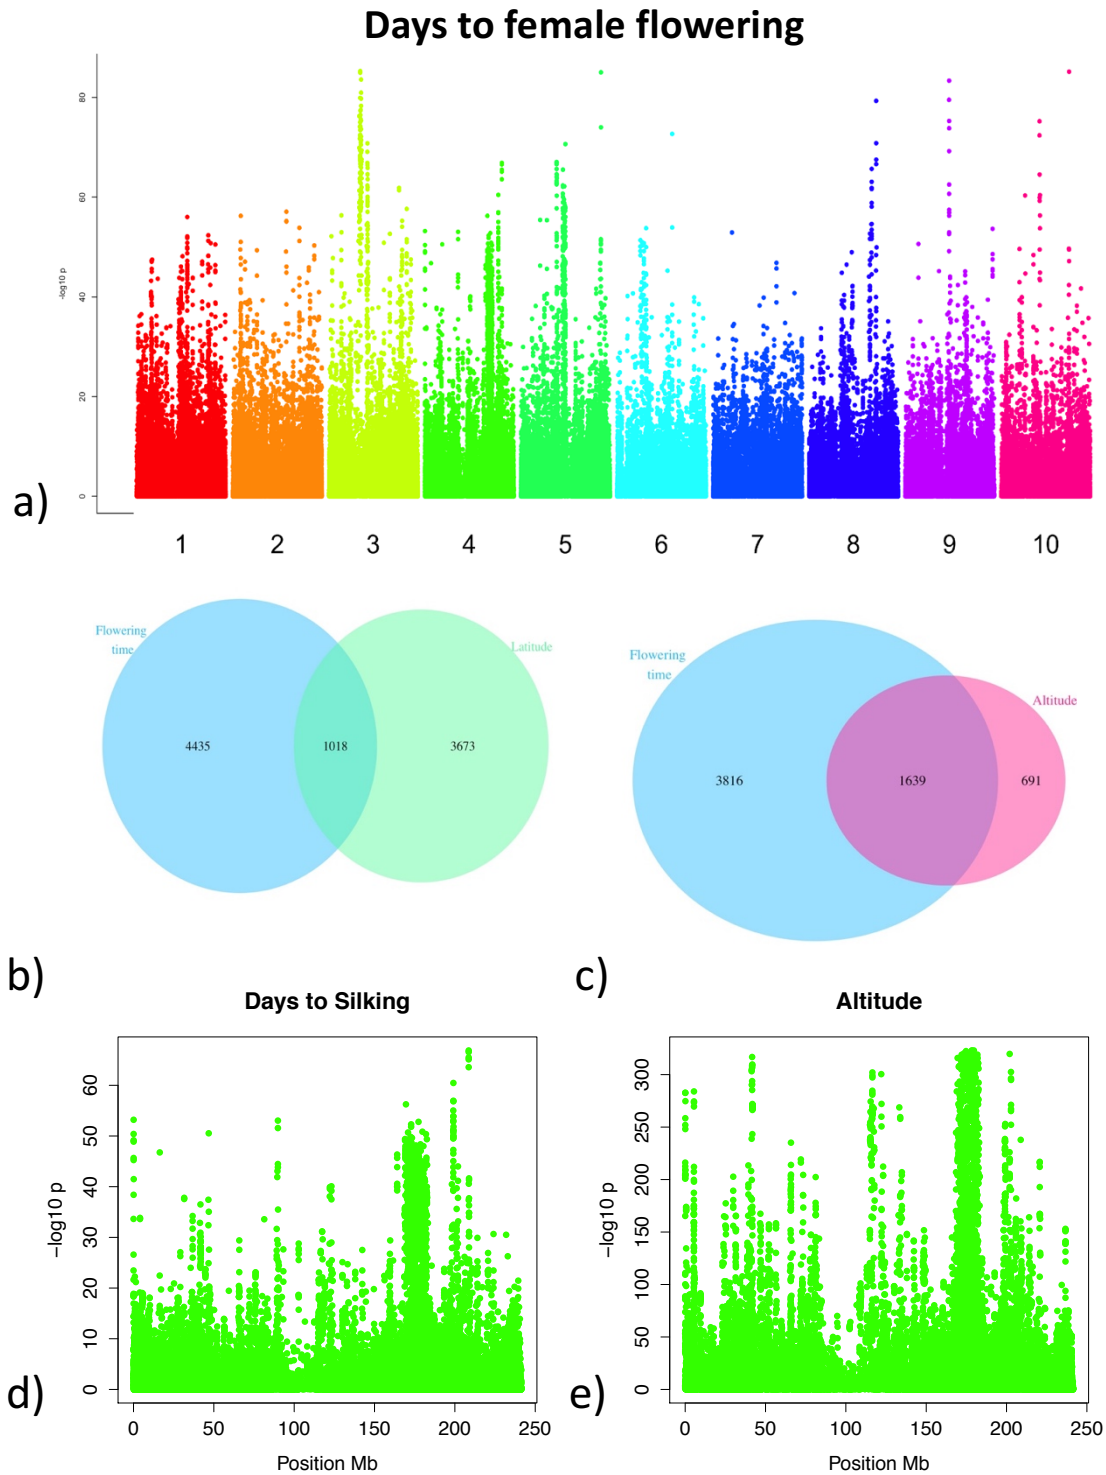 Days to female flowering
80
60
40
20
0
-log10 p
a)
1 2 3 4 5 6 7 8 9 10
Flowering
time
Latitude
4435 1018 3673
Flowering
time
Altitude
3816 1639 691
b)
c)
Days to Silking
60
50
40
30
20
10
0
−log10 p
0 50 100 150 200 250
Position Mb
d)
Altitude
300
250
200
150
100
50
0
−log10 p
0 50 100 150 200 250
Position Mb
e)